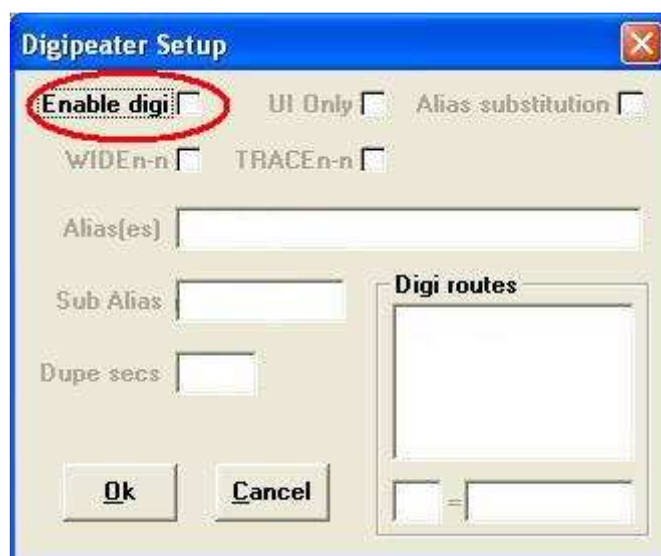 Digipeater Setup
Enable digi UI Only Alias substitution
WIDEn-n TRACEn-n
Alias(es)
Sub Alias
Digi routes
Dupe secs
Ok Cancel
=